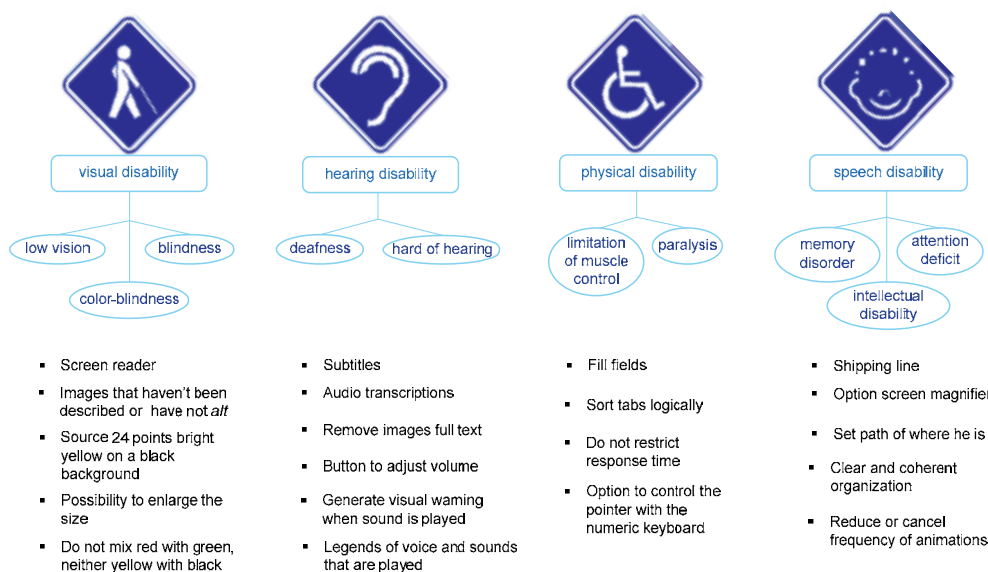 visual disability
low vision
blindness
color-blindness
▪ Screen reader
▪ Images that haven't been
described or have not alt
▪ Source 24 points bright
yellow on a black
background
▪ Possibility to enlarge the
size
▪ Do not mix red with green,
neither yellow with black
hearing disability
deafness
hard of hearing
▪ Subtitles
▪ Audio transcriptions
▪ Remove images full text
▪ Button to adjust volume
▪ Generate visual warning
when sound is played
▪ Legends of voice and sounds
that are played
physical disability
limitation
of muscle
control
paralysis
▪ Fill fields
▪ Sort tabs logically
▪ Do not restrict
response time
▪ Option to control the
pointer with the
numeric keyboard
speech disability
memory
disorder
attention
deficit
intellectual
disability
▪ Shipping line
▪ Option screen magnifier
▪ Set path of where he is
▪ Clear and coherent
organization
▪ Reduce or cancel
frequency of animations